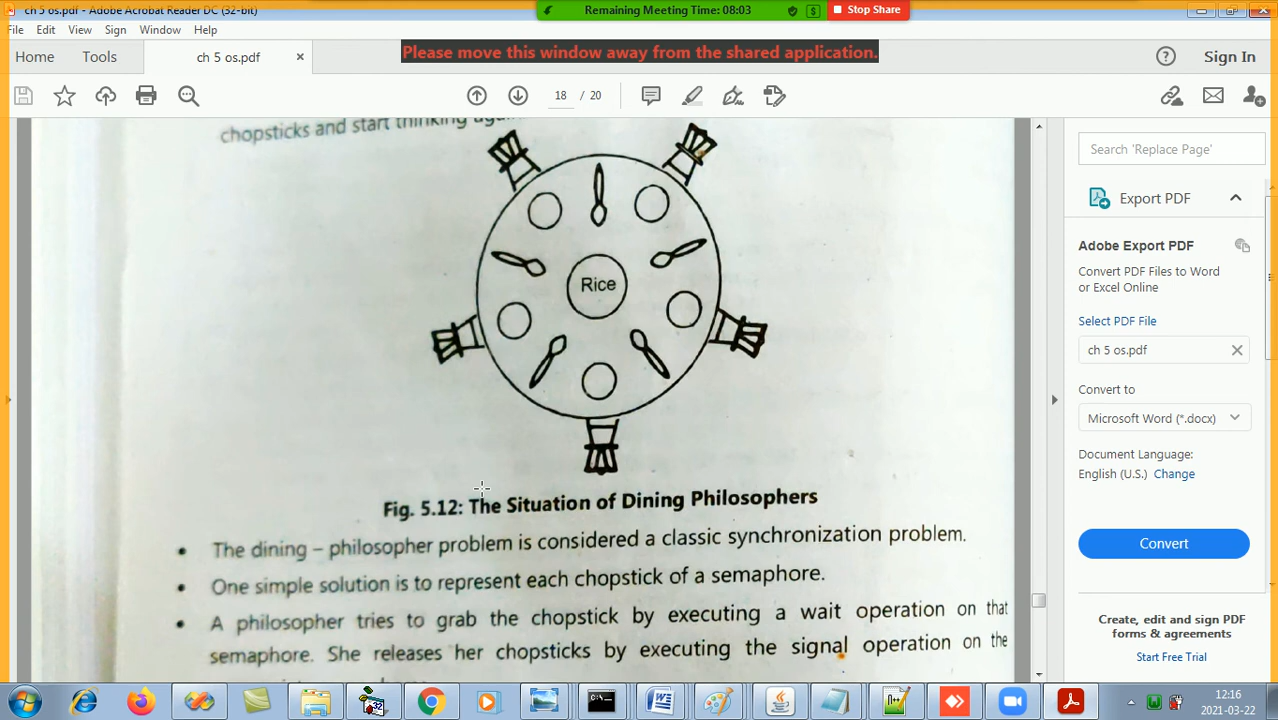 ch 5 os.pdf - Adobe Acrobat Reader DC (32-bit)
Remaining Meeting Time: 08:03
Stop Share
File Edit View Sign Window Help
Please move this window away from the shared application.
Home Tools ch 5 os.pdf
Sign In
18 / 20
chopsticks and start thinking
Rice
Fig. 5.12: The Situation of Dining Philosophers
• The dining – philosopher problem is considered a classic synchronization problem.
• One simple solution is to represent each chopstick of a semaphore.
• A philosopher tries to grab the chopstick by executing a wait operation on that
semaphore. She releases her chopsticks by executing the signal operation on the
Search 'Replace Page'
Export PDF
Adobe Export PDF
Convert PDF Files to Word
or Excel Online
Select PDF File
ch 5 os.pdf
Convert to
Microsoft Word (*.docx)
Document Language:
English (U.S.) Change
Convert
Create, edit and sign PDF
forms & agreements
Start Free Trial
12:16
2021-03-22